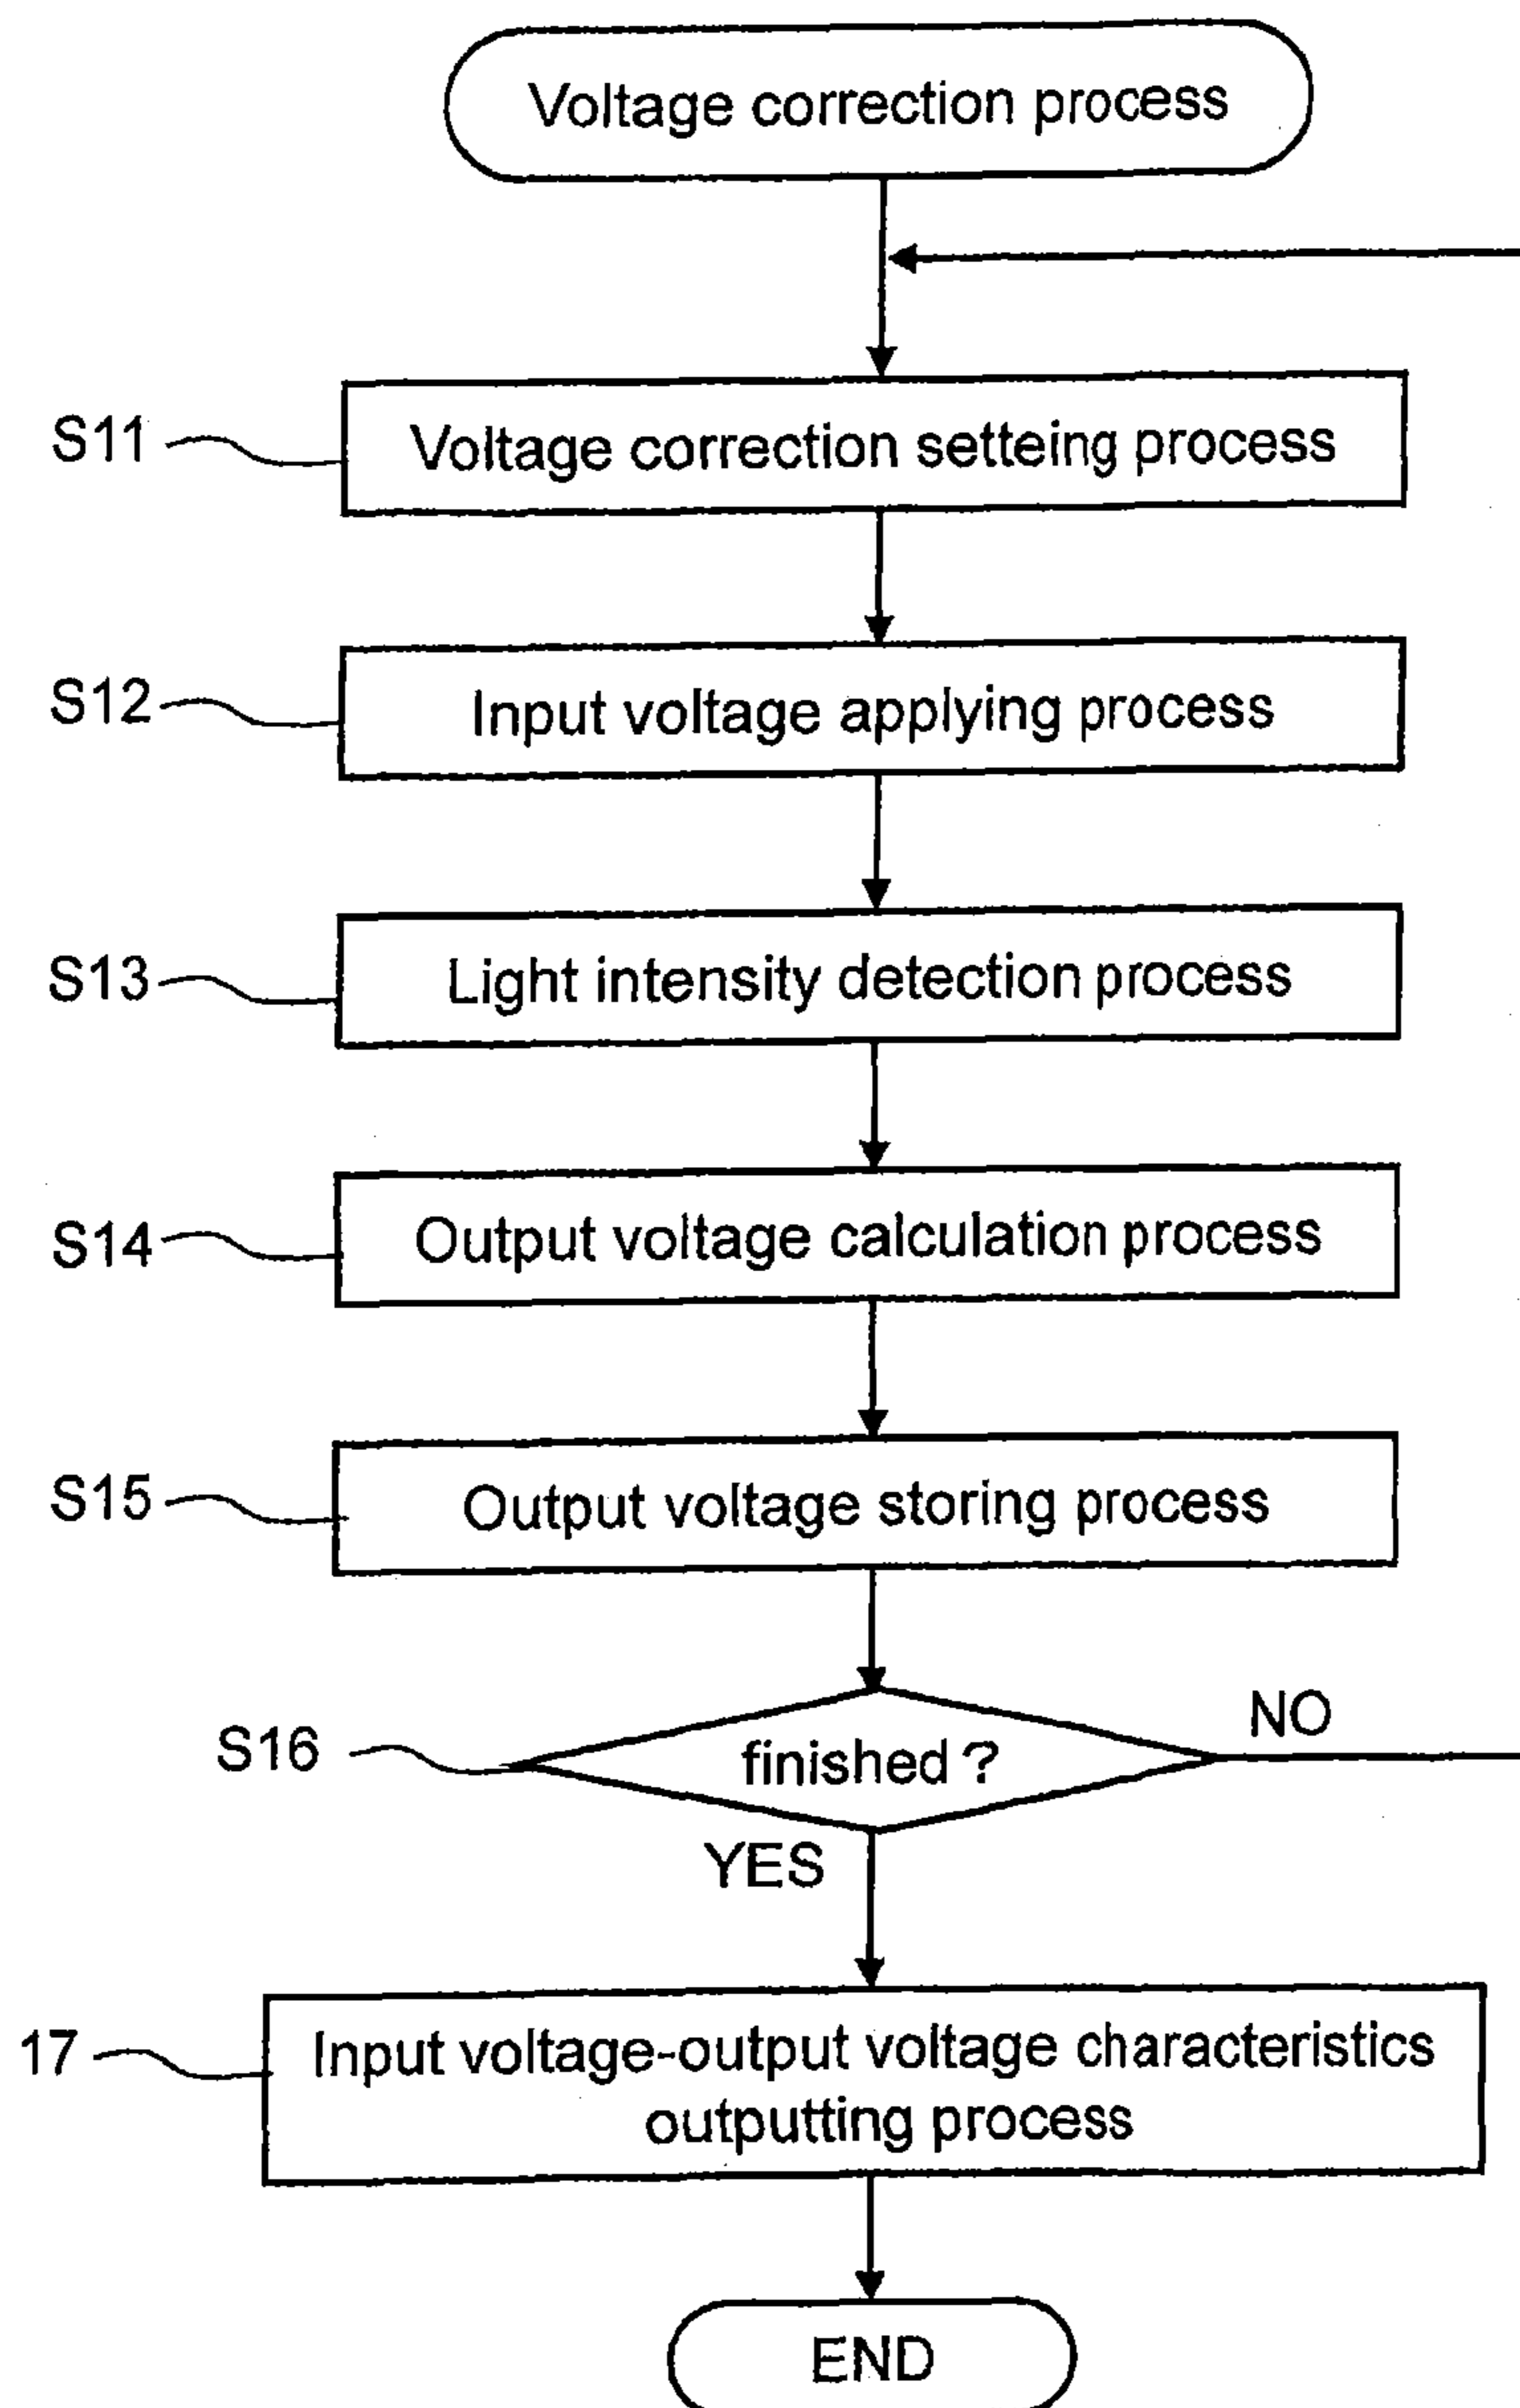 Voltage correction process
S11
Voltage correction setteing process
S12
Input voltage applying process
S13
Light intensity detection process
S14
Output voltage calculation process
S15
Output voltage storing process
S16
finished ?
NO
YES
17
Input voltage-output voltage characteristics
outputting process
END